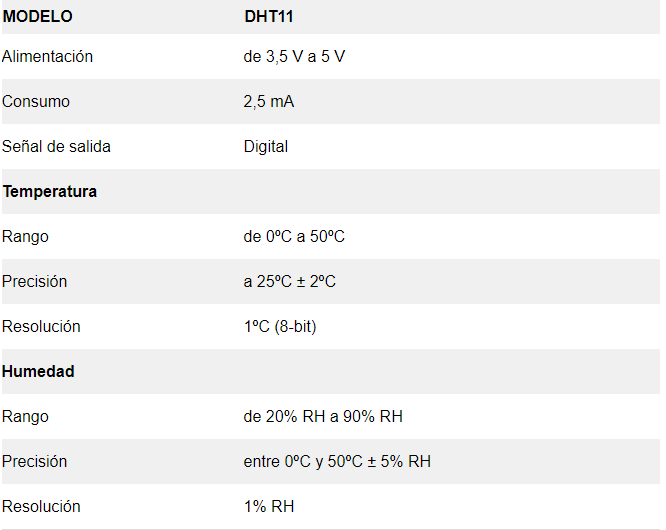 MODELO DHT11
Alimentación de 3,5 V a 5 V
Consumo 2,5 mA
Señal de salida Digital
Temperatura
Rango de 0ºC a 50ºC
Precisión a 25ºC ± 2ºC
Resolución 1ºC (8-bit)
Humedad
Rango de 20% RH a 90% RH
Precisión entre 0ºC y 50ºC ± 5% RH
Resolución 1% RH